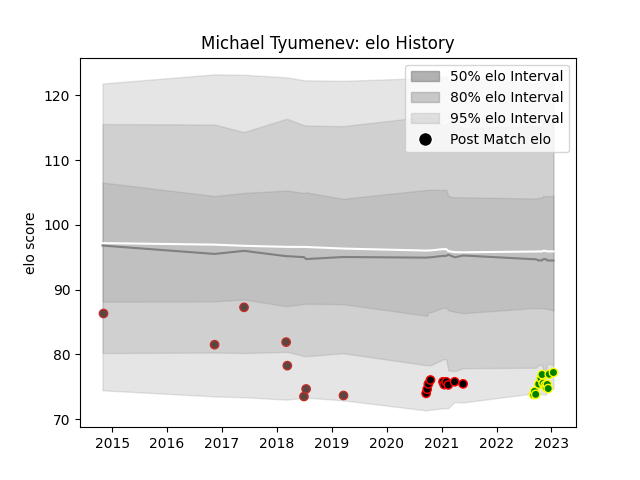 Michael Tyumenev: elo History
50% elo Interval
80% elo Interval
95% elo Interval
Post Match elo
elo score
120
110
100
90
80
70
2015 2016 2017 2018 2019 2020 2021 2022 2023